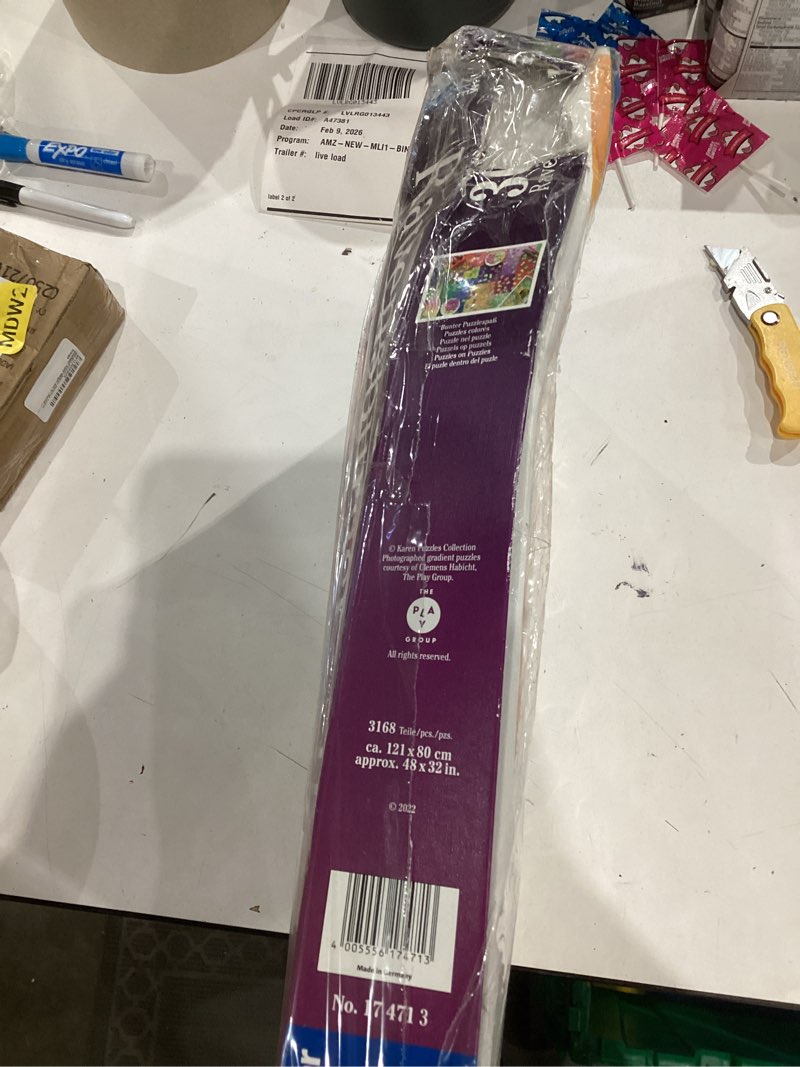 LVLRG013443
LVLRG013443
Load ID#: A47381
Date: Feb 9, 2026
Program: AMZ-NEW-MLI1-BIN
Trailer #: live load
label 2 of 2
EXPO
MDW2
Bunter Puzzlespaß
Puzzles colorés
Puzzle nel puzzle
Puzzels op puzzels
Puzzles on Puzzles
El puzle dentro del puzle
© Karen Puzzles Collection
Photographed gradient puzzles
courtesy of Clemens Habicht,
The Play Group.
THE
PLAY
GROUP
All rights reserved.
3168 Teile/pcs./pzs.
ca. 121 x 80 cm
approx. 48 x 32 in.
© 2022
4 005556 174713
Made in Germany
No. 17 471 3
r